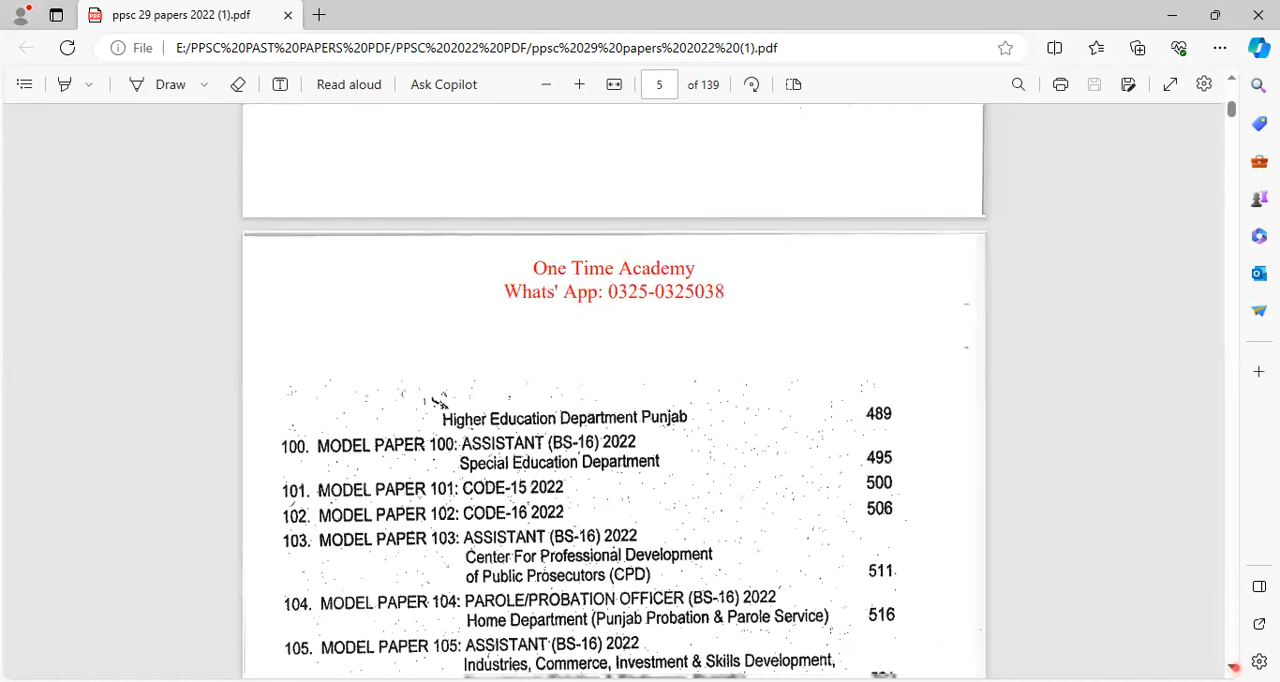 ppsc 29 papers 2022 (1).pdf
File
E:/PPSC%20PAST%20PAPERS%20PDF/PPSC%202022%20PDF/ppsc%2029%20papers%202022%20(1).pdf
Draw
Read aloud
Ask Copilot
5 of 139
One Time Academy
Whats' App: 0325-0325038
Higher Education Department Punjab 489
100. MODEL PAPER 100: ASSISTANT (BS-16) 2022
Special Education Department 495
101. MODEL PAPER 101: CODE-15 2022 500
102. MODEL PAPER 102: CODE-16 2022 506
103. MODEL PAPER 103: ASSISTANT (BS-16) 2022
Center For Professional Development
of Public Prosecutors (CPD) 511
104. MODEL PAPER 104: PAROLE/PROBATION OFFICER (BS-16) 2022
Home Department (Punjab Probation & Parole Service) 516
105. MODEL PAPER 105: ASSISTANT (BS-16) 2022
Industries, Commerce, Investment & Skills Development,